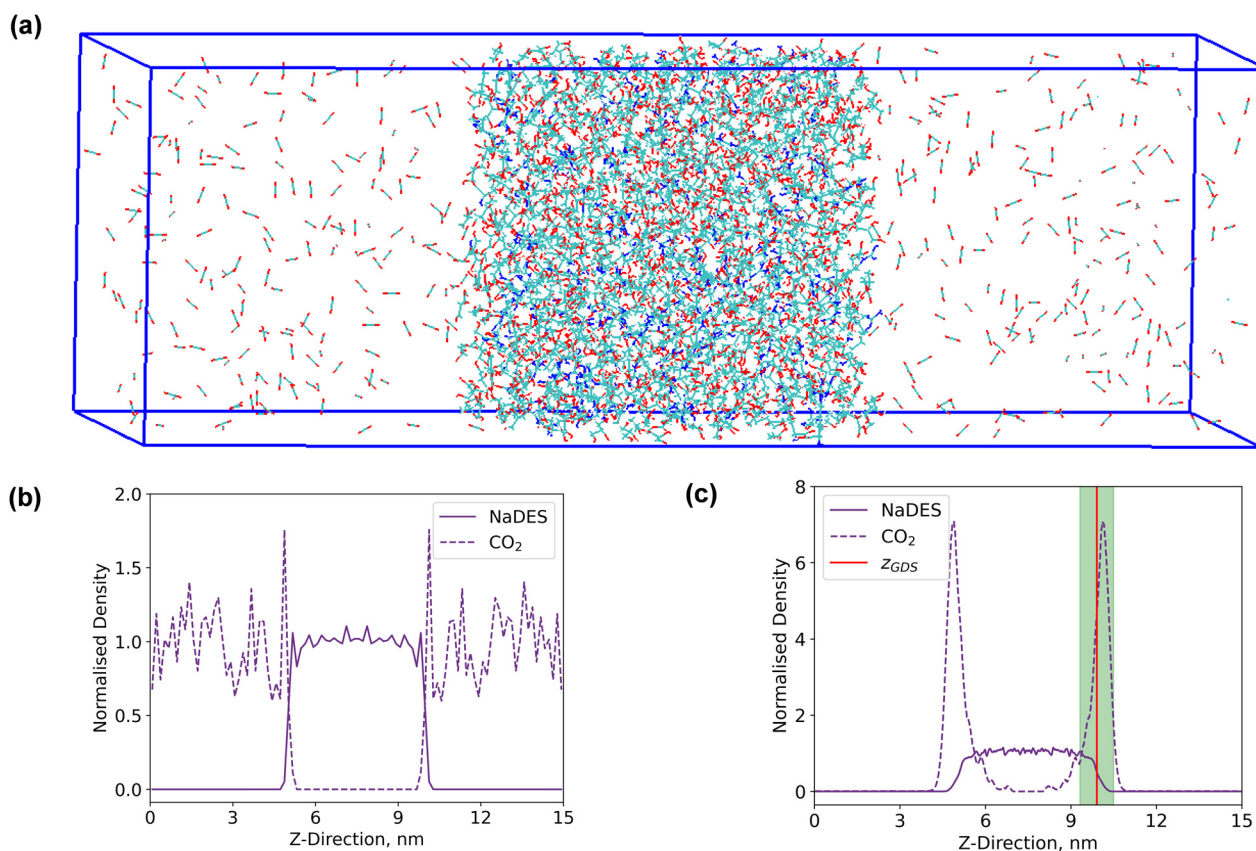 (a)
(b)
2.0
1.5
1.0
0.5
0.0
Normalised Density
NaDES
CO₂
0 3 6 9 12 15
Z-Direction, nm
(c)
8
6
4
2
0
Normalised Density
NaDES
CO₂
z_GDS
0 3 6 9 12 15
Z-Direction, nm